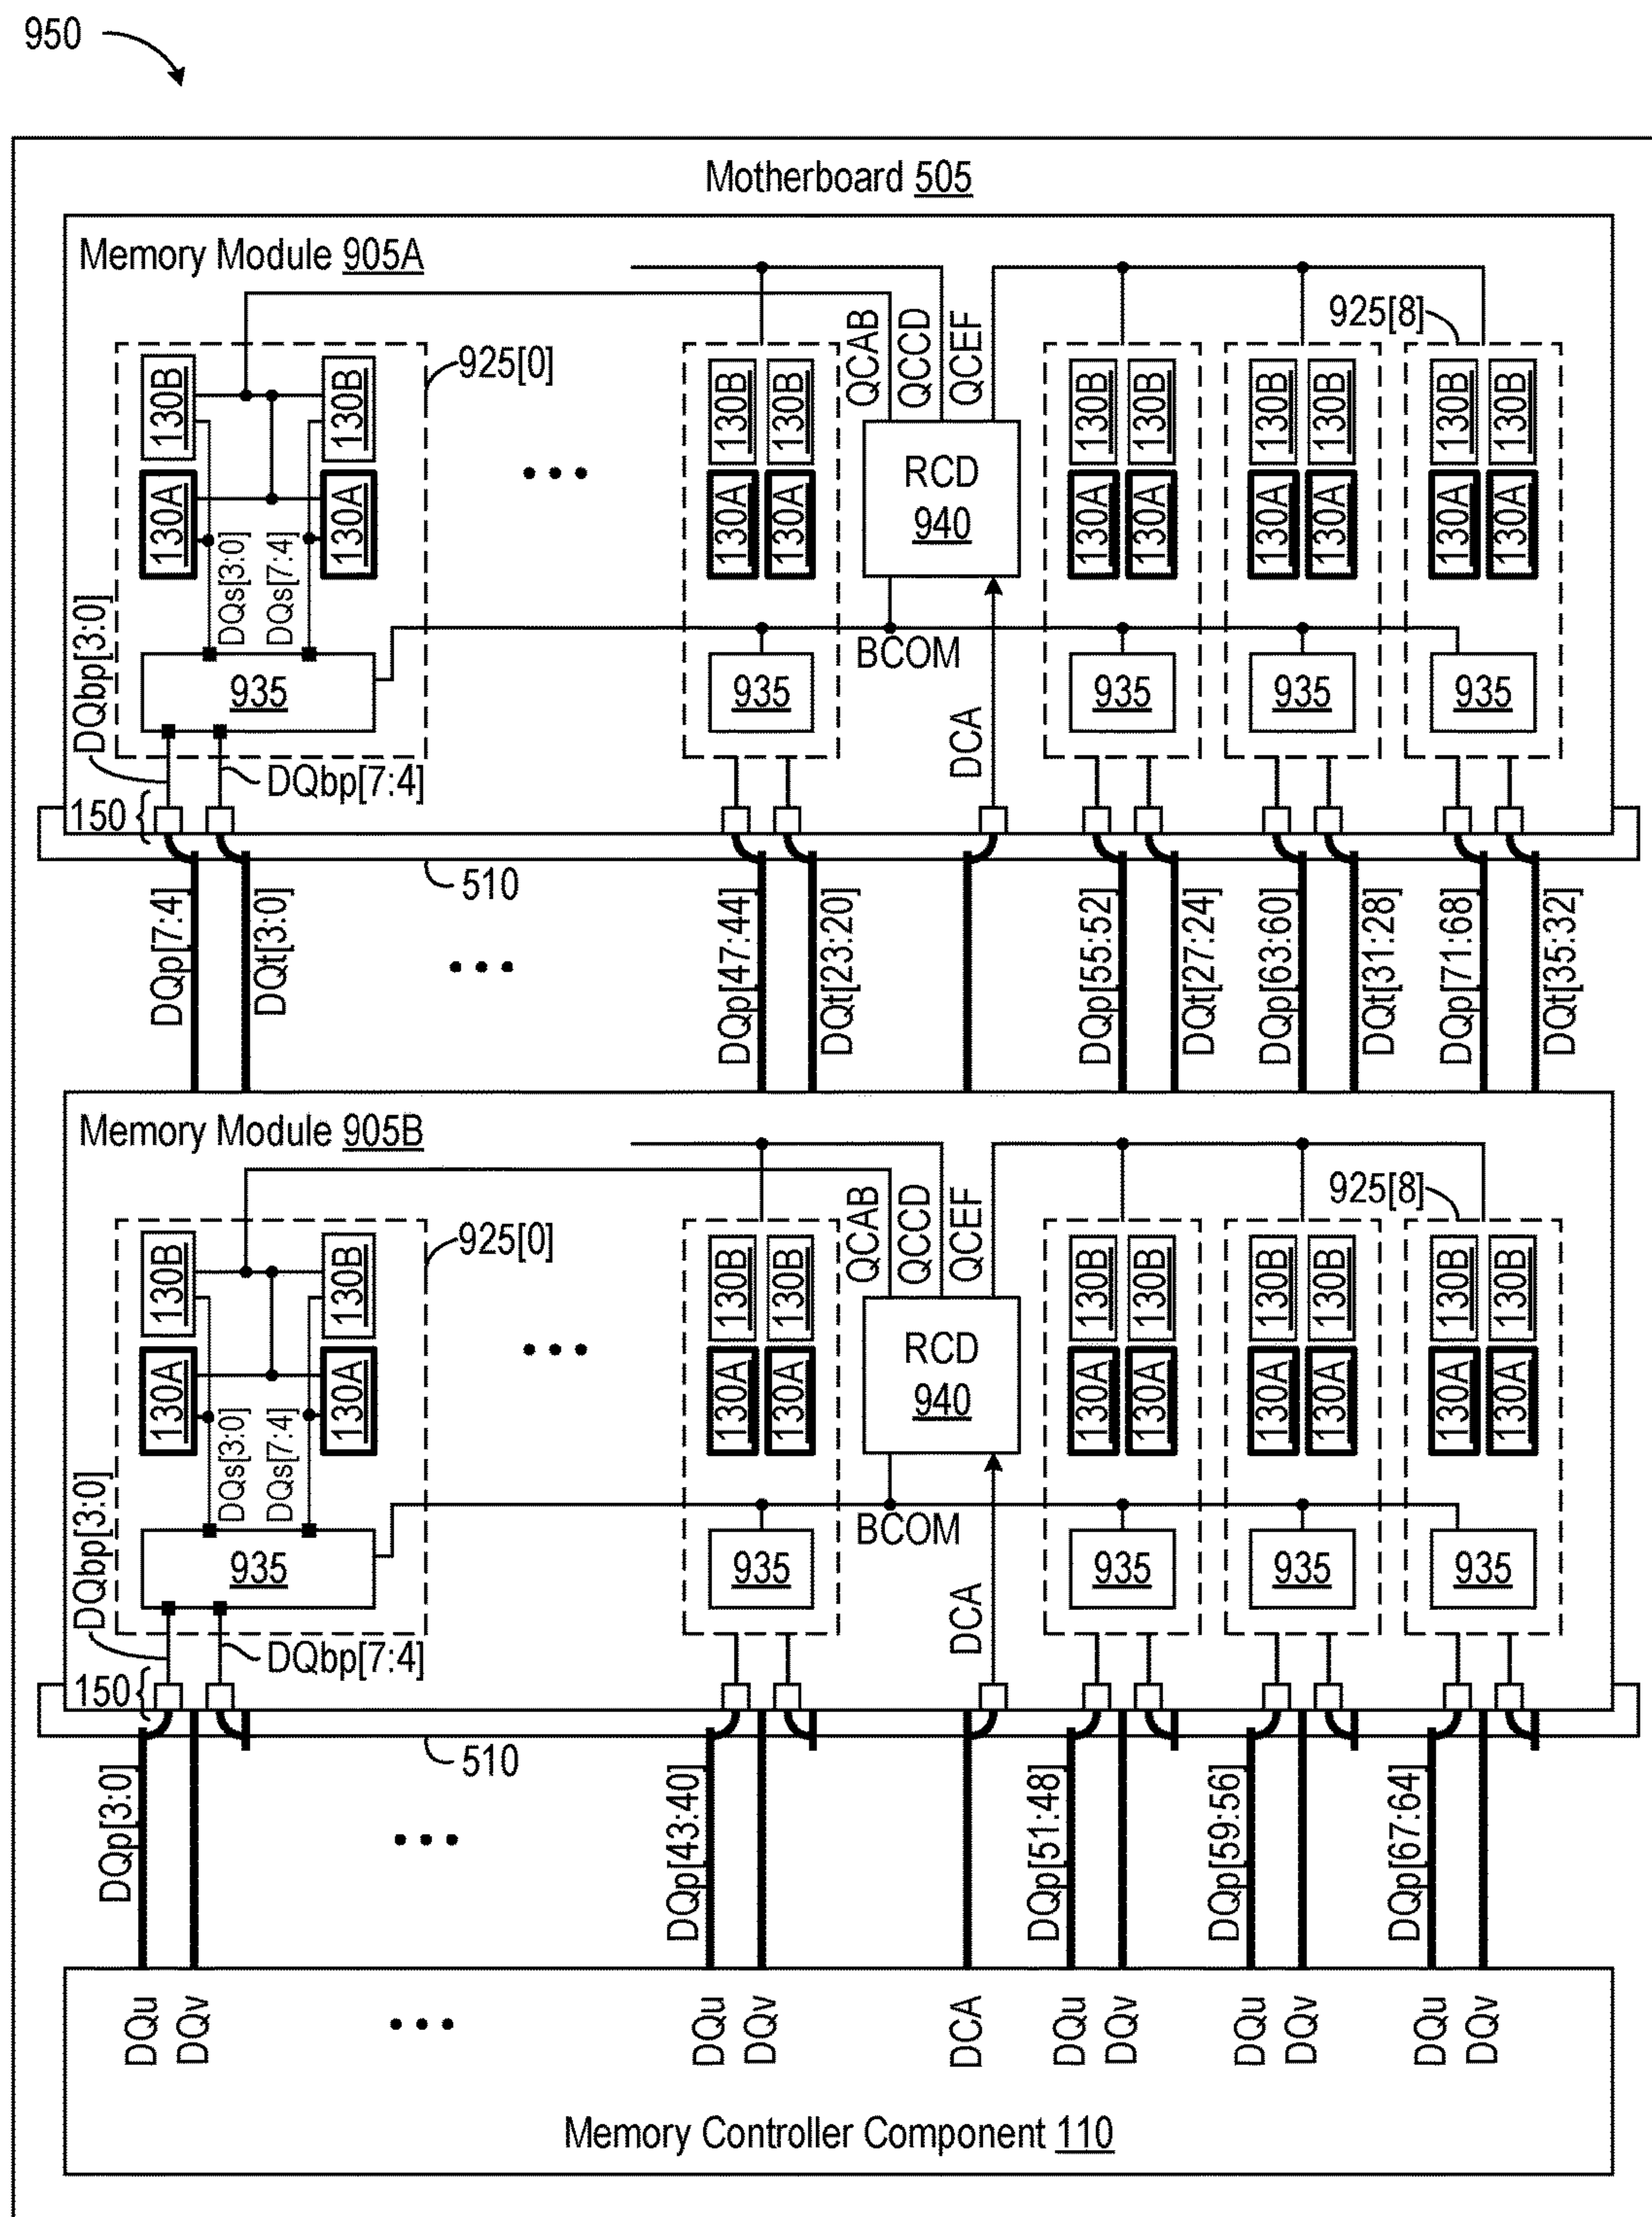 950
Motherboard 505
Memory Module 905A
QCAB
QCCD
QCEF
925[8]
925[0]
130B
130B
130B
130B
130B
130B
130B
130B
130B
130B
130A
130A
130A
130A
130A
130A
130A
130A
130A
130A
RCD
940
DQs[3:0]
DQs[7:4]
DQbp[3:0]
BCOM
935
935
935
935
935
DCA
DQbp[7:4]
150
510
DQp[7:4]
DQt[3:0]
DQp[47:44]
DQt[23:20]
DQp[55:52]
DQt[27:24]
DQp[63:60]
DQt[31:28]
DQp[71:68]
DQt[35:32]
Memory Module 905B
QCAB
QCCD
QCEF
925[8]
925[0]
130B
130B
130B
130B
130B
130B
130B
130B
130B
130B
130A
130A
130A
130A
130A
130A
130A
130A
130A
130A
RCD
940
DQs[3:0]
DQs[7:4]
DQbp[3:0]
BCOM
935
935
935
935
935
DCA
DQbp[7:4]
150
510
DQp[3:0]
DQp[43:40]
DQp[51:48]
DQp[59:56]
DQp[67:64]
DQu
DQv
DQu
DQv
DCA
DQu
DQv
DQu
DQv
DQu
DQv
Memory Controller Component 110